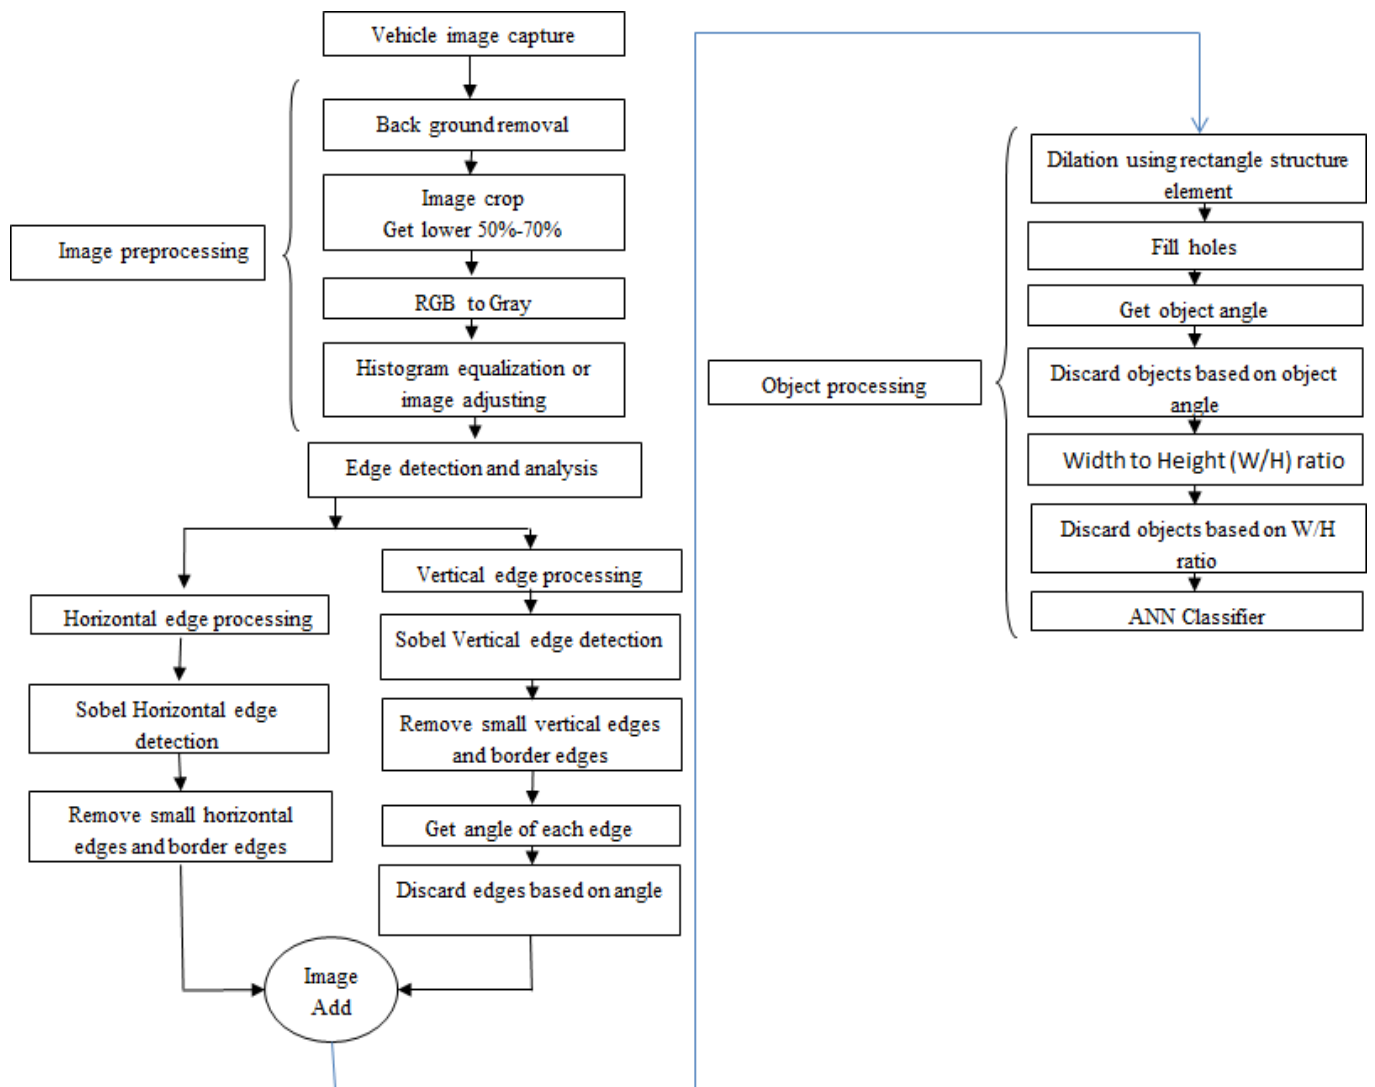 Vehicle image capture
Back ground removal
Image crop
Get lower 50%-70%
Image preprocessing
RGB to Gray
Histogram equalization or
image adjusting
Edge detection and analysis
Horizontal edge processing
Sobel Horizontal edge
detection
Remove small horizontal
edges and border edges
Vertical edge processing
Sobel Vertical edge detection
Remove small vertical edges
and border edges
Get angle of each edge
Discard edges based on angle
Image
Add
Object processing
Dilation using rectangle structure
element
Fill holes
Get object angle
Discard objects based on object
angle
Width to Height (W/H) ratio
Discard objects based on W/H
ratio
ANN Classifier